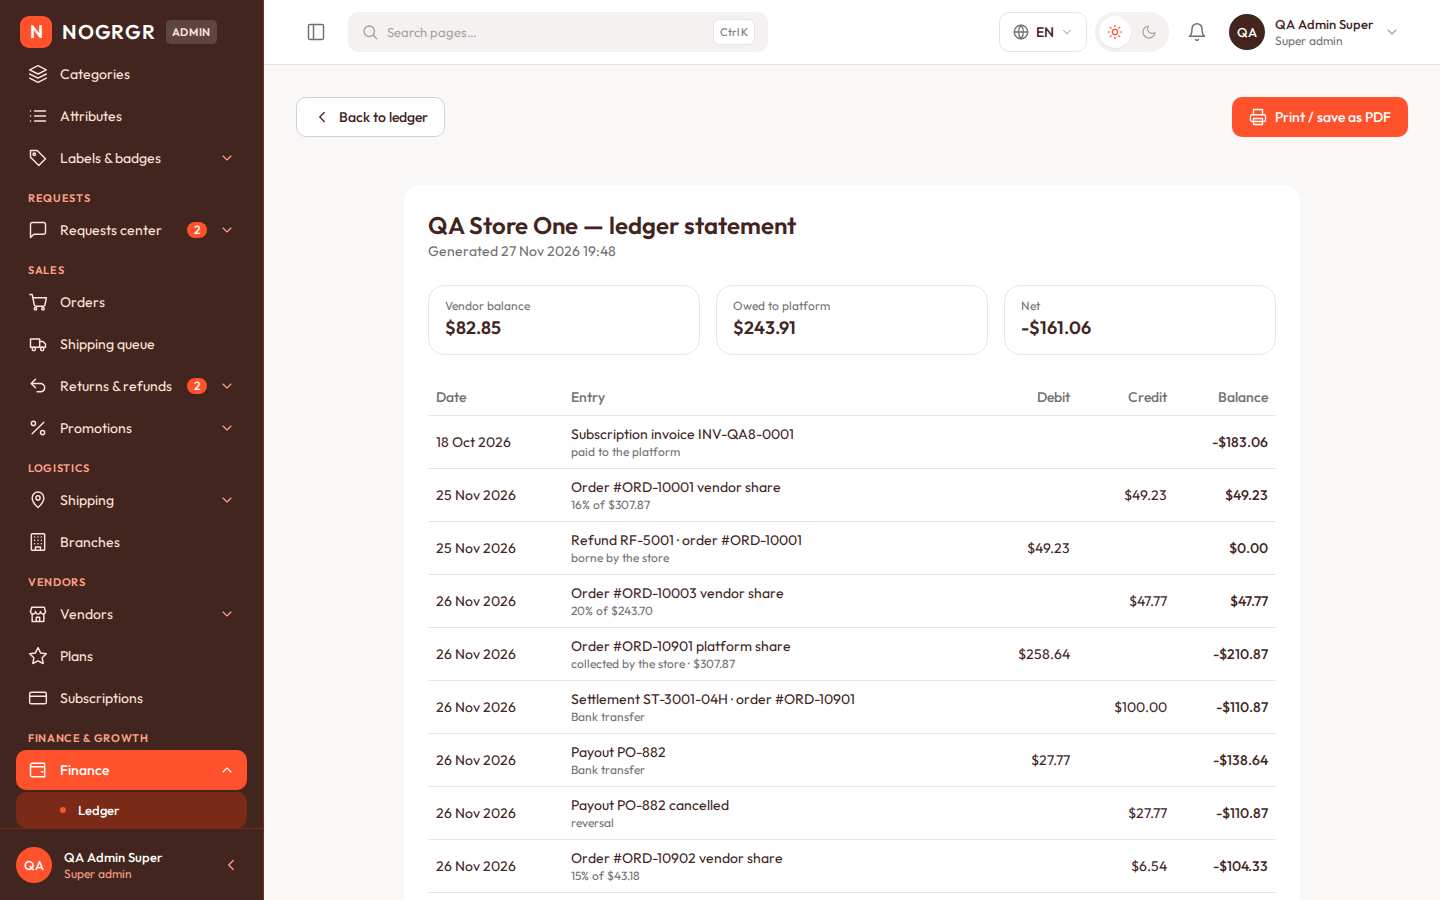 N NOGRGR ADMIN
Categories
Attributes
Labels & badges
REQUESTS
Requests center 2
SALES
Orders
Shipping queue
Returns & refunds 2
Promotions
LOGISTICS
Shipping
Branches
VENDORS
Vendors
Plans
Subscriptions
FINANCE & GROWTH
Finance
Ledger
QA QA Admin Super
Super admin
Search pages... Ctrl K
EN
QA QA Admin Super
Super admin
Back to ledger
Print / save as PDF
QA Store One — ledger statement
Generated 27 Nov 2026 19:48
Vendor balance
$82.85
Owed to platform
$243.91
Net
-$161.06
Date Entry Debit Credit Balance
18 Oct 2026 Subscription invoice INV-QA8-0001 -$183.06
paid to the platform
25 Nov 2026 Order #ORD-10001 vendor share $49.23 $49.23
16% of $307.87
25 Nov 2026 Refund RF-5001 · order #ORD-10001 $49.23 $0.00
borne by the store
26 Nov 2026 Order #ORD-10003 vendor share $47.77 $47.77
20% of $243.70
26 Nov 2026 Order #ORD-10901 platform share $258.64 -$210.87
collected by the store · $307.87
26 Nov 2026 Settlement ST-3001-04H · order #ORD-10901 $100.00 -$110.87
Bank transfer
26 Nov 2026 Payout PO-882 $27.77 -$138.64
Bank transfer
26 Nov 2026 Payout PO-882 cancelled $27.77 -$110.87
reversal
26 Nov 2026 Order #ORD-10902 vendor share $6.54 -$104.33
15% of $43.18